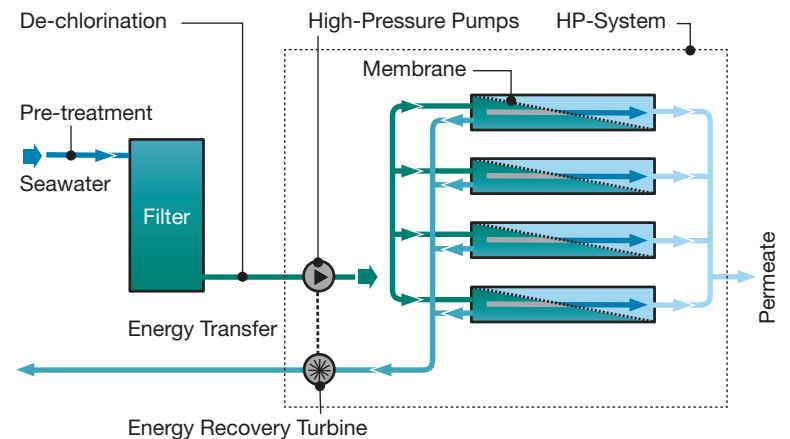 De-chlorination
High-Pressure Pumps
HP-System
Membrane
Pre-treatment
Seawater
Filter
Permeate
Energy Transfer
Energy Recovery Turbine